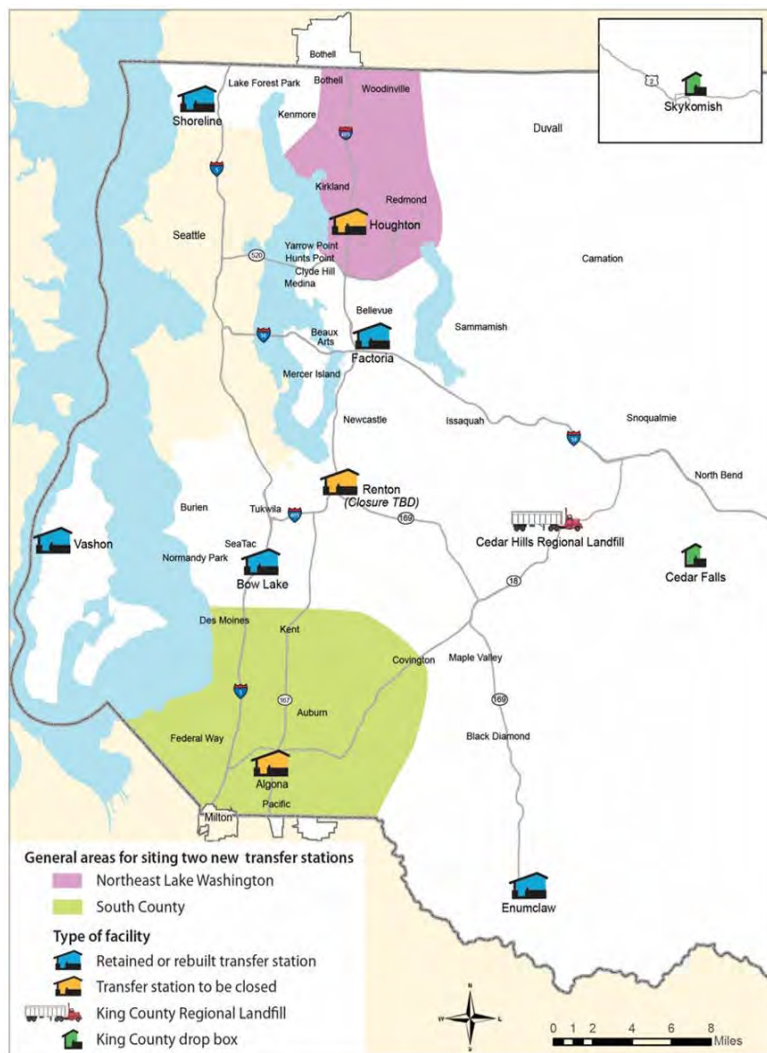 Bothell
2
Skykomish
Lake Forest Park
Bothell
Woodinville
Shoreline
Kenmore
405
Duvall
5
Kirkland
Redmond
Houghton
Seattle
Yarrow Point
Hunts Point
520
Clyde Hill
Medina
Carnation
Bellevue
Beaux
Arts
Sammamish
Factoria
Mercer Island
Newcastle
Issaquah
Snoqualmie
90
North Bend
Renton
(Closure TBD)
Burien
Tukwila
405
169
Vashon
SeaTac
Cedar Hills Regional Landfill
Normandy Park
Bow Lake
Cedar Falls
18
Des Moines
Kent
Covington
Maple Valley
5
167
169
Auburn
Federal Way
Black Diamond
Algona
Pacific
Milton
Enumclaw
General areas for siting two new transfer stations
Northeast Lake Washington
South County
Type of facility
Retained or rebuilt transfer station
Transfer station to be closed
King County Regional Landfill
King County drop box
N
W
S
0 1 2 4 6 8
Miles